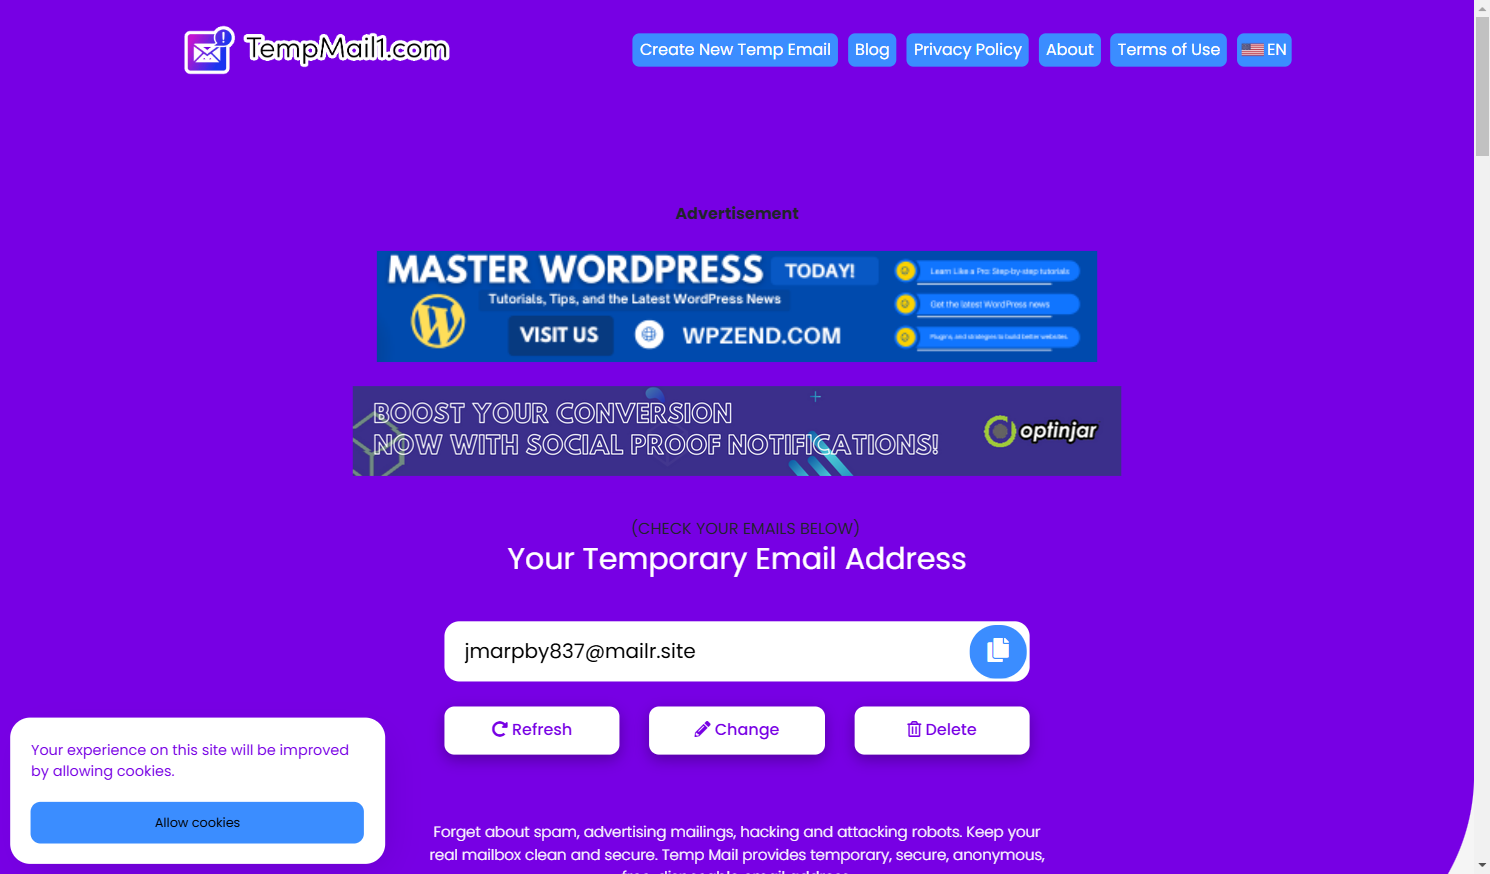 TempMail1.com
Create New Temp Email
Blog
Privacy Policy
About
Terms of Use
EN
Advertisement
MASTER WORDPRESS TODAY!
Tutorials, Tips, and the Latest WordPress News
VISIT US
WPZEND.COM
Learn Like a Pro: Step-by-step tutorials
Get the latest WordPress news
Plugins, and strategies to build better websites.
BOOST YOUR CONVERSION
NOW WITH SOCIAL PROOF NOTIFICATIONS!
optinjar
(CHECK YOUR EMAILS BELOW)
Your Temporary Email Address
jmarpby837@mailr.site
Refresh
Change
Delete
Your experience on this site will be improved
by allowing cookies.
Allow cookies
Forget about spam, advertising mailings, hacking and attacking robots. Keep your
real mailbox clean and secure. Temp Mail provides temporary, secure, anonymous,
free, disposable email address.